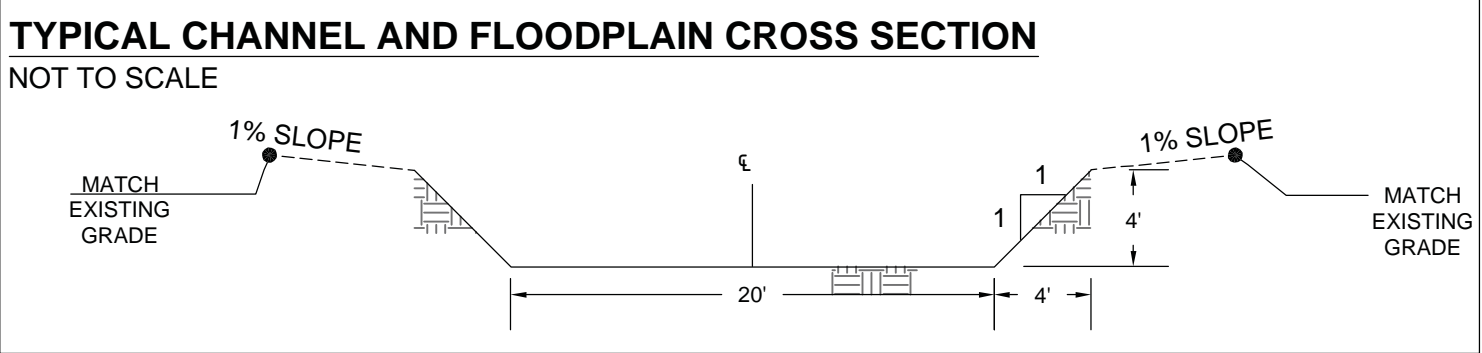 TYPICAL CHANNEL AND FLOODPLAIN CROSS SECTION
NOT TO SCALE
1% SLOPE
1% SLOPE
MATCH
EXISTING
GRADE
℄
1
1
4'
MATCH
EXISTING
GRADE
20'
4'